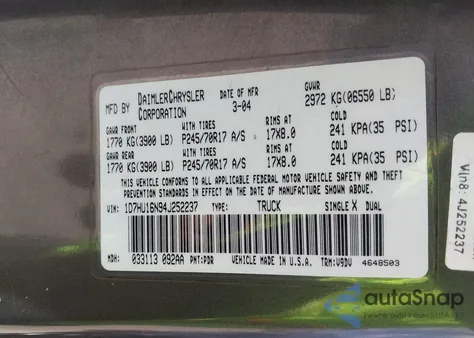 MFD BY DAIMLERCHRYSLER CORPORATION DATE OF MFR 3-04 GVWR 2972 KG(06550 LB)
GAWR FRONT WITH TIRES RIMS AT COLD
1770 KG(3900 LB) P245/70R17 A/S 17X8.0 241 KPA(35 PSI)
GAWR REAR WITH TIRES RIMS AT COLD
1770 KG(3900 LB) P245/70R17 A/S 17X8.0 241 KPA(35 PSI)
THIS VEHICLE CONFORMS TO ALL APPLICABLE FEDERAL MOTOR VEHICLE SAFETY AND
THEFT PREVENTION STANDARDS IN EFFECT ON THE DATE OF MANUFACTURE SHOWN ABOVE.
VIN: 1D7HU16N94J252237 TYPE: TRUCK SINGLE X DUAL
MDH: 033113 092AA PNT:PDR VEHICLE MADE IN U.S.A. TRM:V9DV 4648503
Vin8: 4J252237
autoSnap